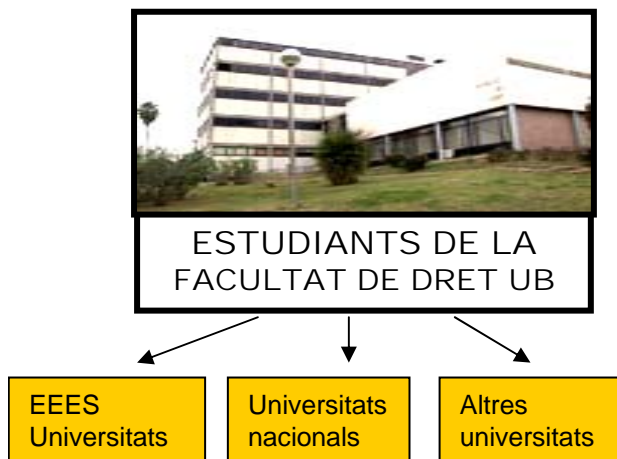 ESTUDIANTS DE LA
FACULTAT DE DRET UB
EEES
Universitats
Universitats
nacionals
Altres
universitats